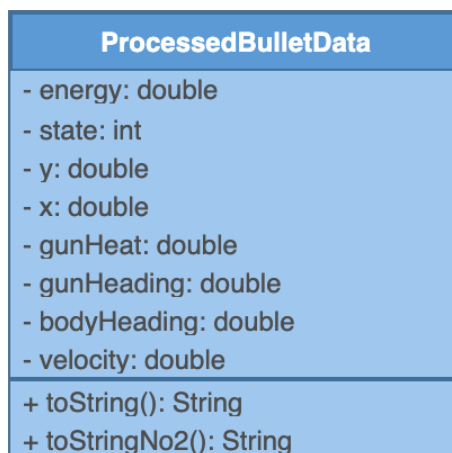 ProcessedBulletData
- energy: double
- state: int
- y: double
- x: double
- gunHeat: double
- gunHeading: double
- bodyHeading: double
- velocity: double
+ toString(): String
+ toStringNo2(): String